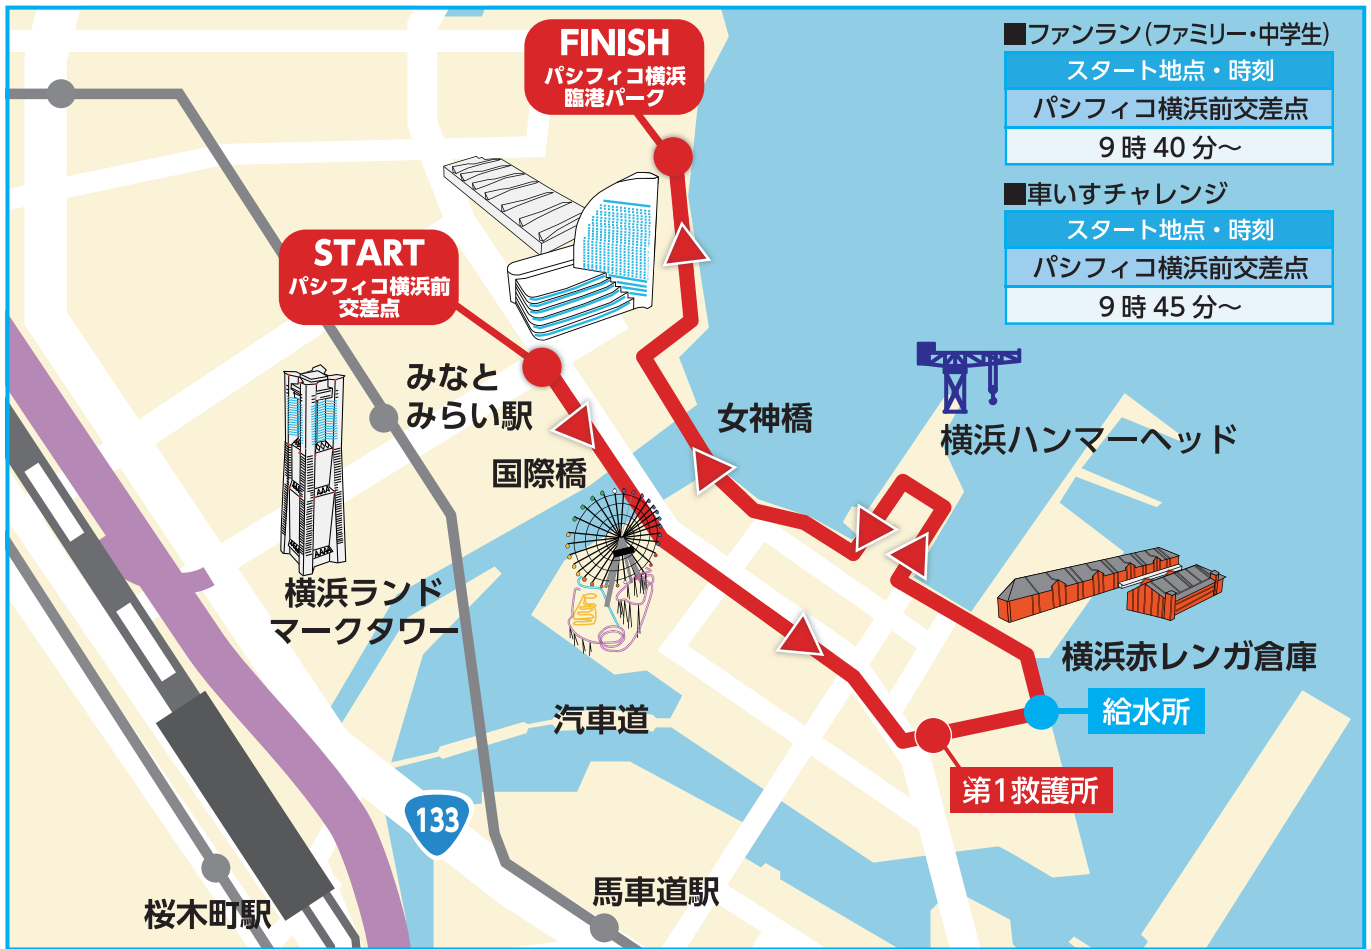 FINISH
パシフィコ横浜
臨港パーク
■ファンラン(ファミリー・中学生)
スタート地点・時刻
パシフィコ横浜前交差点
9時40分～
■車いすチャレンジ
スタート地点・時刻
パシフィコ横浜前交差点
9時45分～
START
パシフィコ横浜前
交差点
みなと
みらい駅
女神橋
横浜ハンマーヘッド
国際橋
横浜ランド
マークタワー
横浜赤レンガ倉庫
給水所
汽車道
第1救護所
133
馬車道駅
桜木町駅